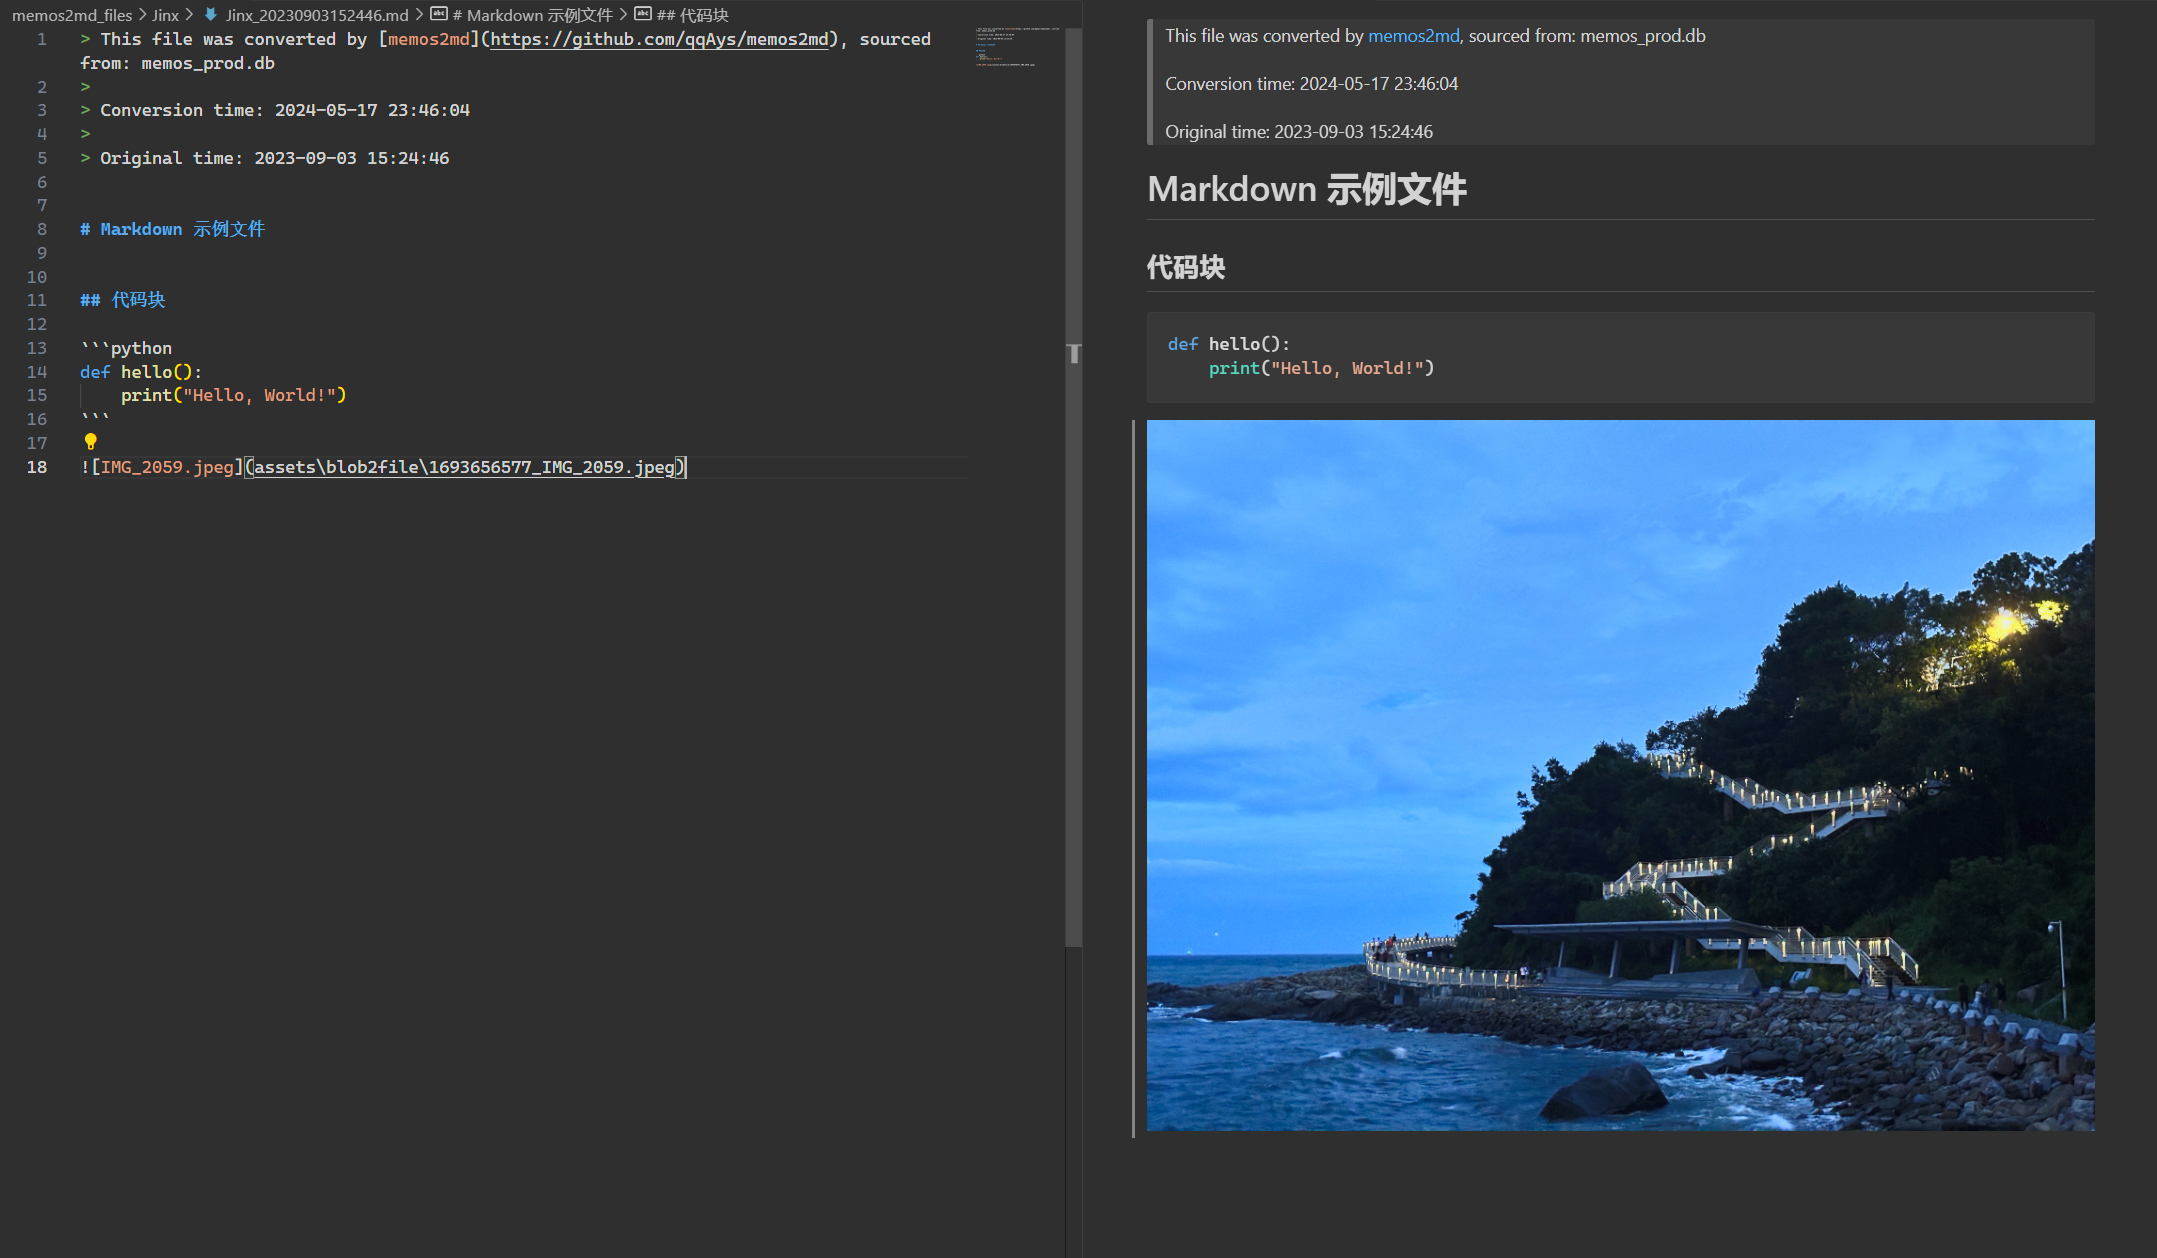 memos2md_files > Jinx > Jinx_20230903152446.md > # Markdown 示例文件 > ## 代码块
1 > This file was converted by [memos2md](https://github.com/qqAys/memos2md), sourced
from: memos_prod.db
2 >
3 > Conversion time: 2024-05-17 23:46:04
4 >
5 > Original time: 2023-09-03 15:24:46
6
7
8 # Markdown 示例文件
9
10
11 ## 代码块
12
13 ```python
14 def hello():
15     print("Hello, World!")
16 ```
17
18 ![IMG_2059.jpeg](assets\blob2file\1693656577_IMG_2059.jpeg)
This file was converted by memos2md, sourced from: memos_prod.db
Conversion time: 2024-05-17 23:46:04
Original time: 2023-09-03 15:24:46
Markdown 示例文件
代码块
def hello():
    print("Hello, World!")